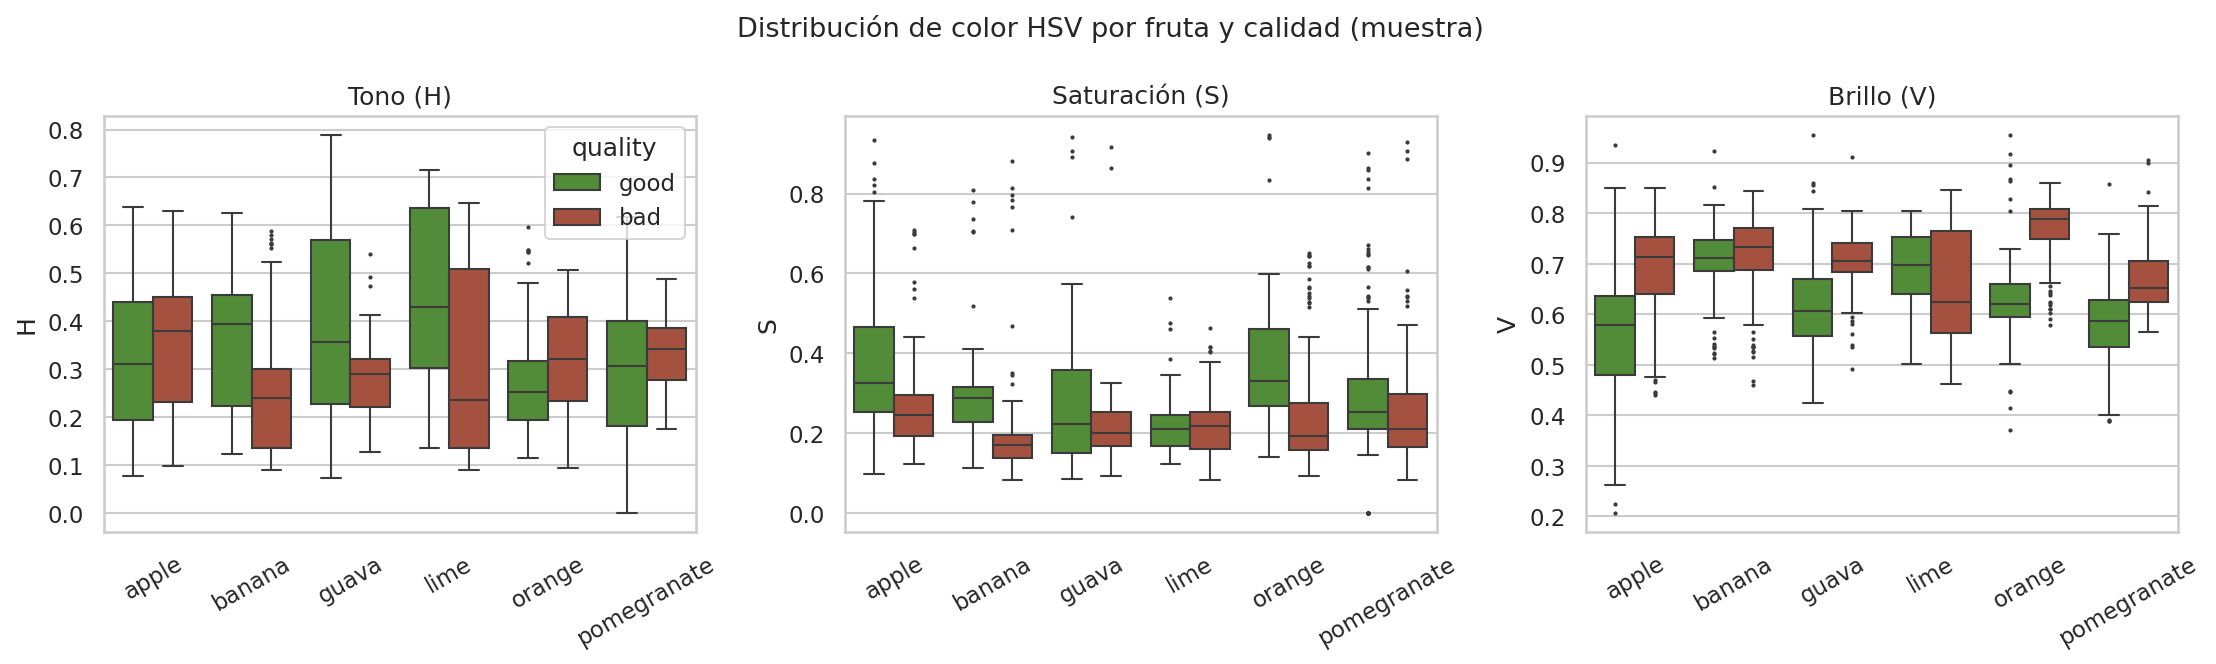 Distribución de color HSV por fruta y calidad (muestra)
Tono (H)
H
0.8
0.7
0.6
0.5
0.4
0.3
0.2
0.1
0.0
quality
good
bad
apple
banana
guava
lime
orange
pomegranate
Saturación (S)
S
0.8
0.6
0.4
0.2
0.0
apple
banana
guava
lime
orange
pomegranate
Brillo (V)
V
0.9
0.8
0.7
0.6
0.5
0.4
0.3
0.2
apple
banana
guava
lime
orange
pomegranate